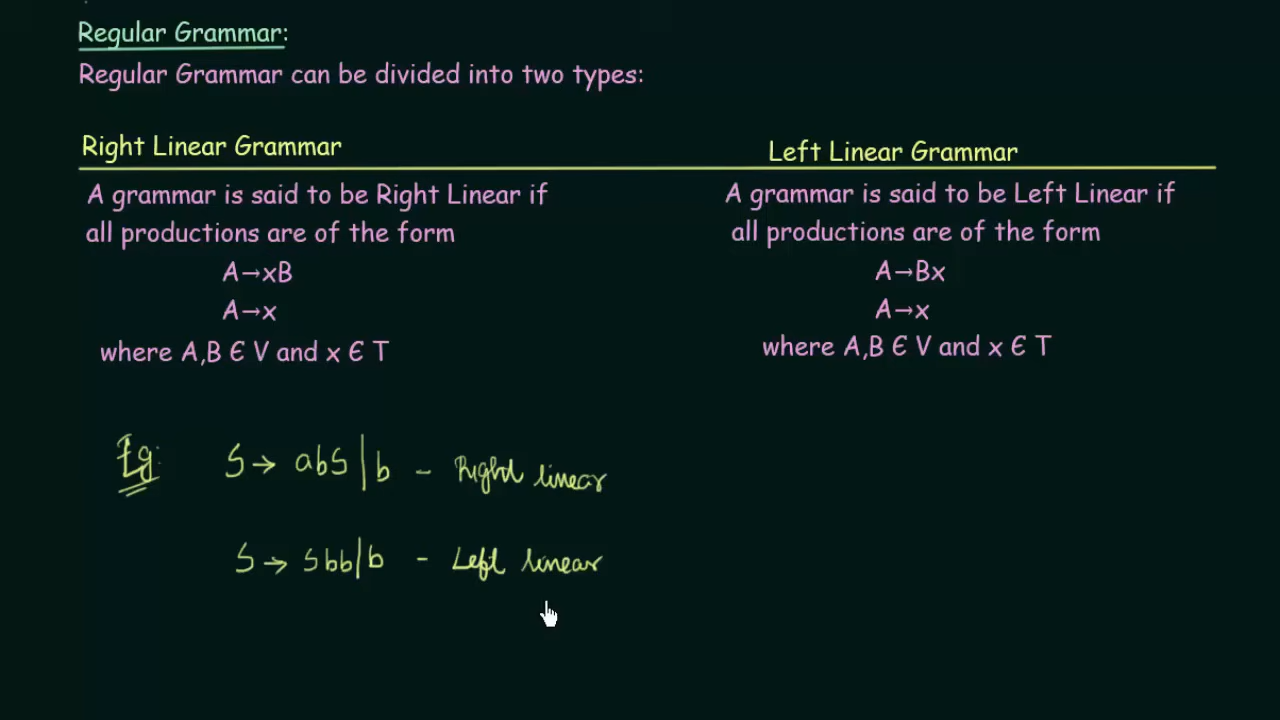 Regular Grammar:
Regular Grammar can be divided into two types:
Right Linear Grammar
A grammar is said to be Right Linear if
all productions are of the form
A→xB
A→x
where A,B Є V and x Є T
Left Linear Grammar
A grammar is said to be Left Linear if
all productions are of the form
A→Bx
A→x
where A,B Є V and x Є T
Eg: S → abS | b - Right linear
S → Sbb | b - Left linear